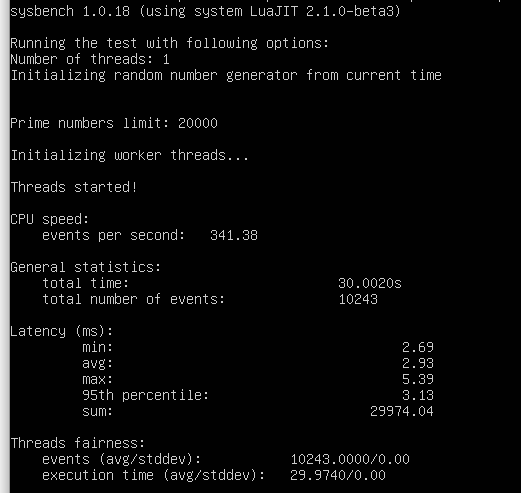 sysbench 1.0.18 (using system LuaJIT 2.1.0-beta3)
Running the test with following options:
Number of threads: 1
Initializing random number generator from current time
Prime numbers limit: 20000
Initializing worker threads...
Threads started!
CPU speed:
events per second: 341.38
General statistics:
total time: 30.0020s
total number of events: 10243
Latency (ms):
min: 2.69
avg: 2.93
max: 5.39
95th percentile: 3.13
sum: 29974.04
Threads fairness:
events (avg/stddev): 10243.0000/0.00
execution time (avg/stddev): 29.9740/0.00